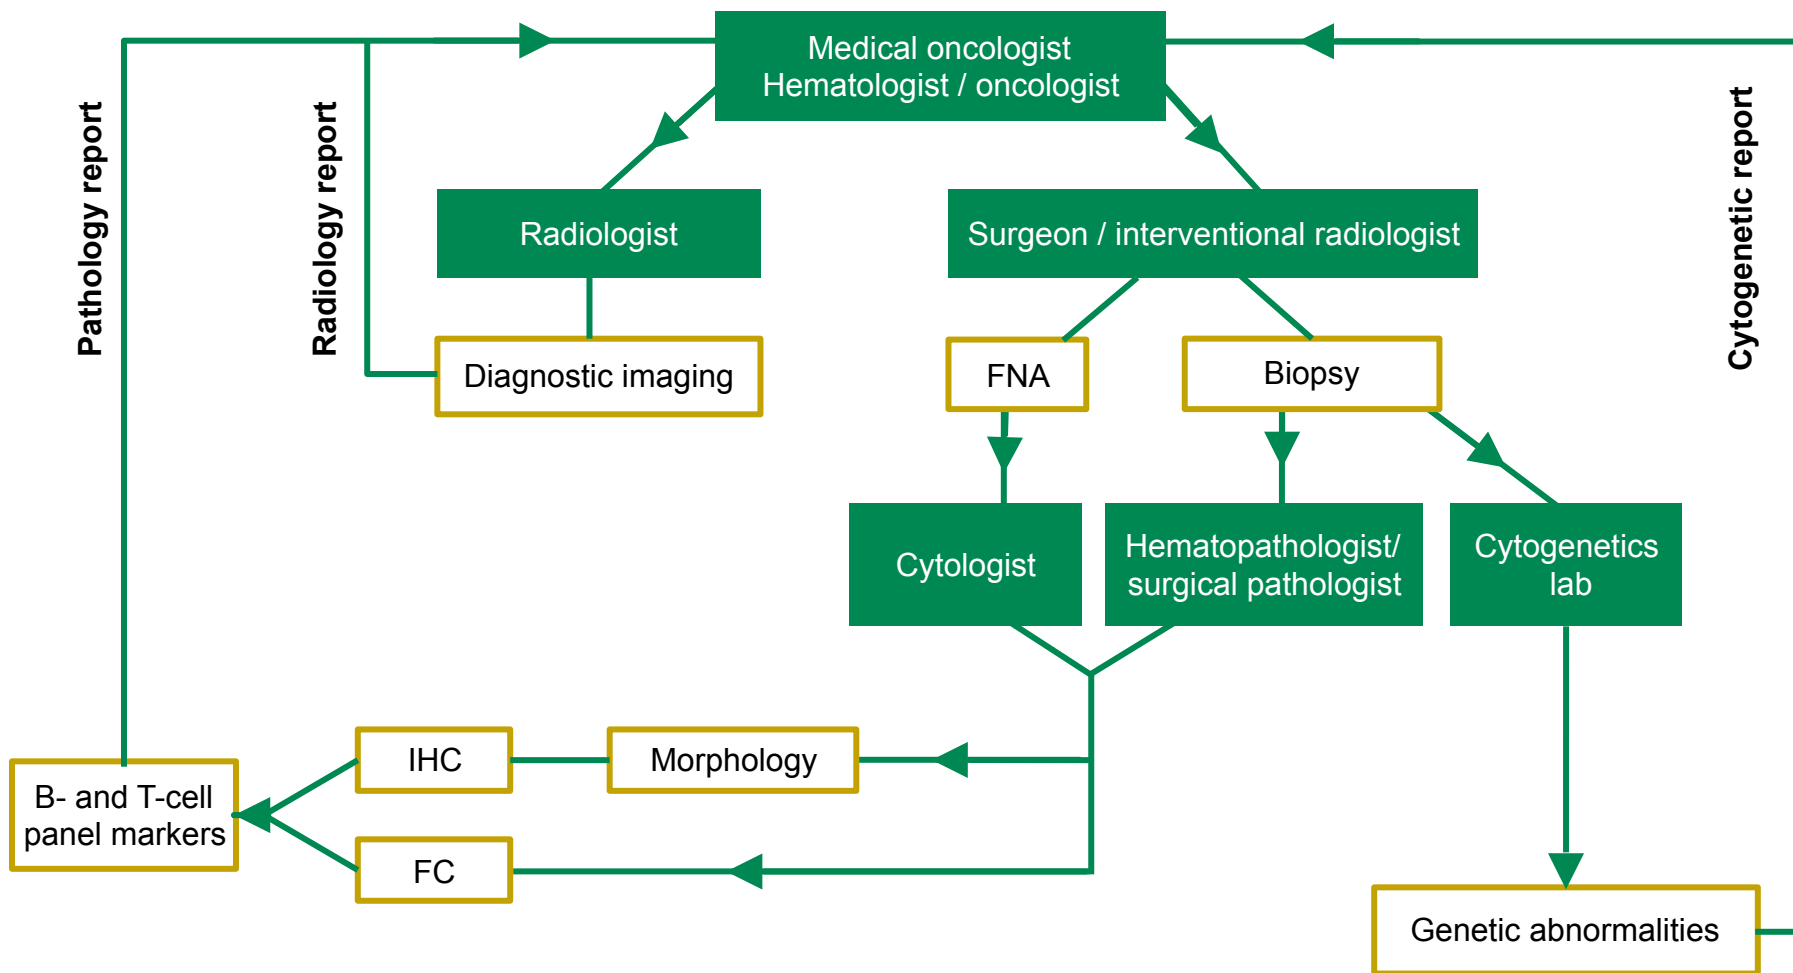 Medical oncologist
Hematologist / oncologist
Pathology report
Radiology report
Cytogenetic report
Radiologist
Surgeon / interventional radiologist
Diagnostic imaging
FNA
Biopsy
Cytologist
Hematopathologist/
surgical pathologist
Cytogenetics
lab
IHC
Morphology
B- and T-cell
panel markers
FC
Genetic abnormalities